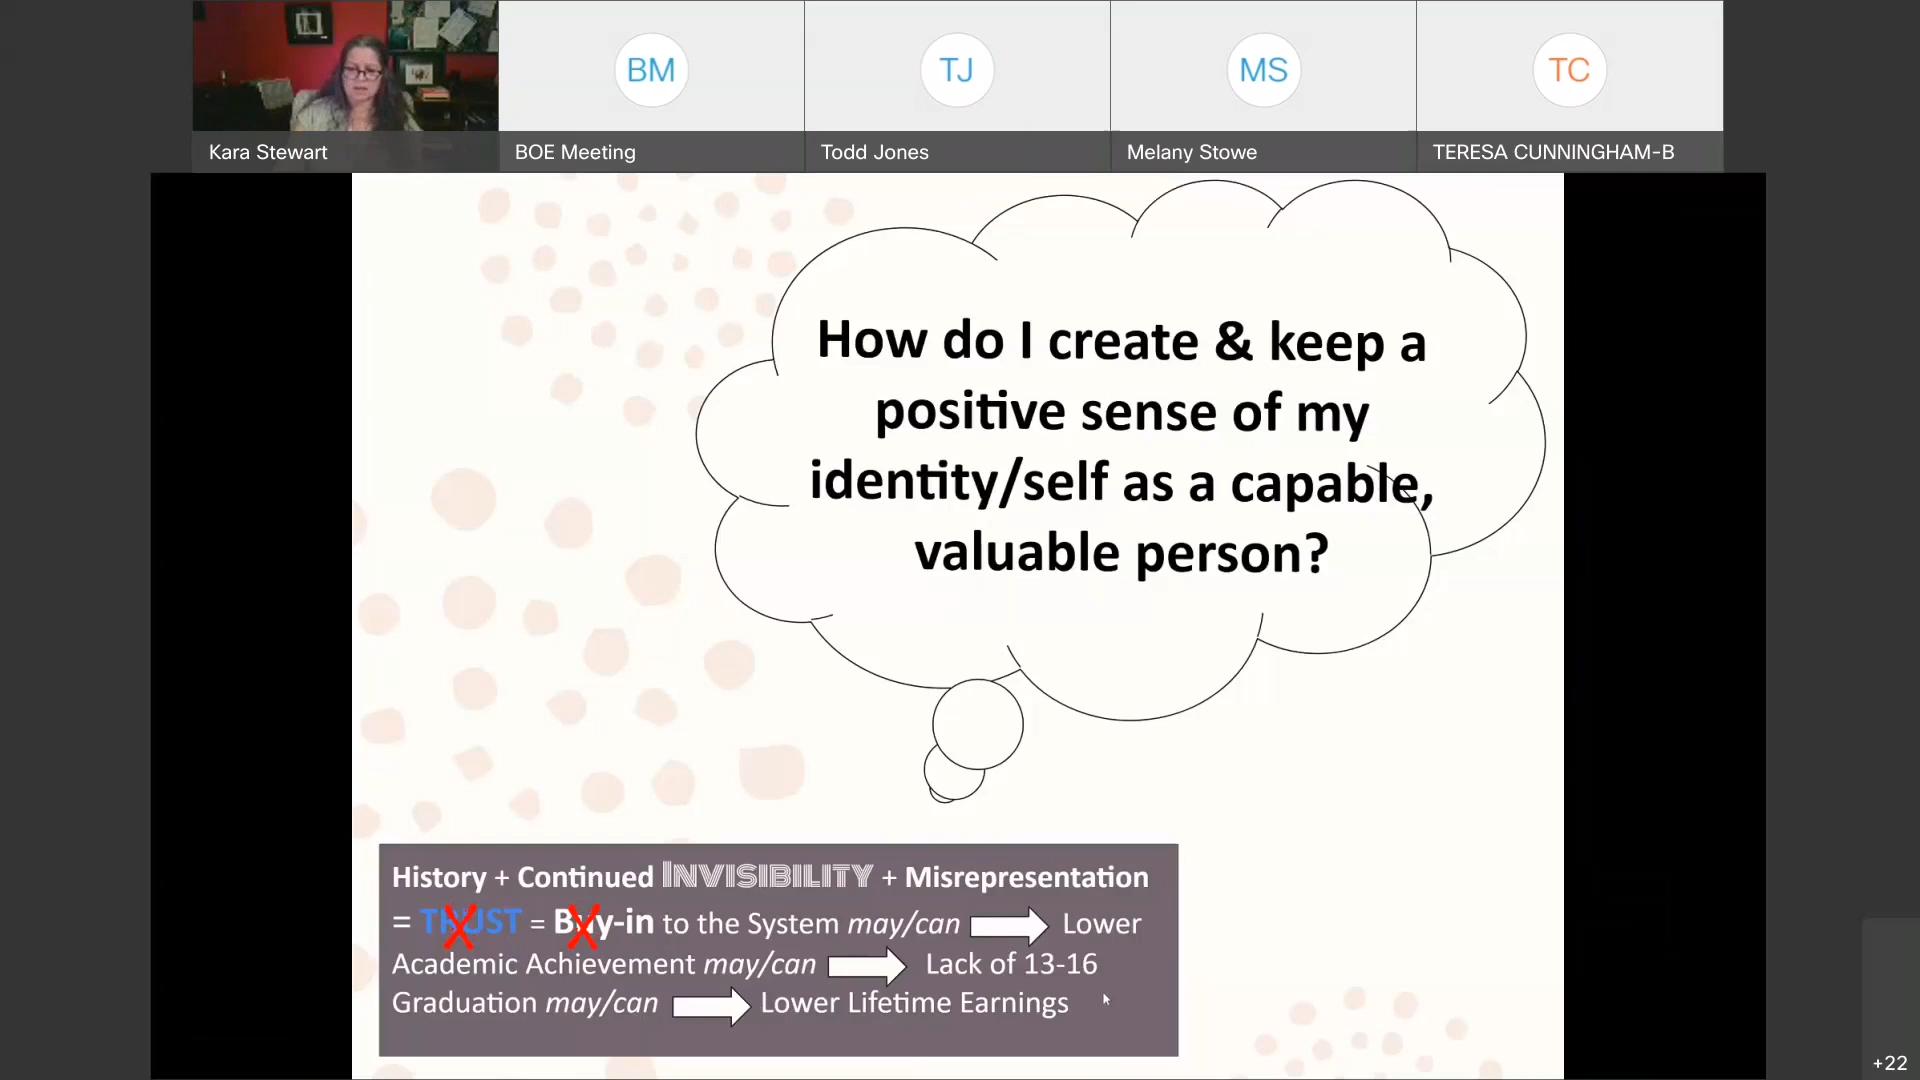 BM
TJ
MS
TC
Kara Stewart
BOE Meeting
Todd Jones
Melany Stowe
TERESA CUNNINGHAM-B
How do I create & keep a
positive sense of my
identity/self as a capable,
valuable person?
History + Continued INVISIBILITY + Misrepresentation
= TRUST = Buy-in to the System may/can Lower
Academic Achievement may/can Lack of 13-16
Graduation may/can Lower Lifetime Earnings
+22